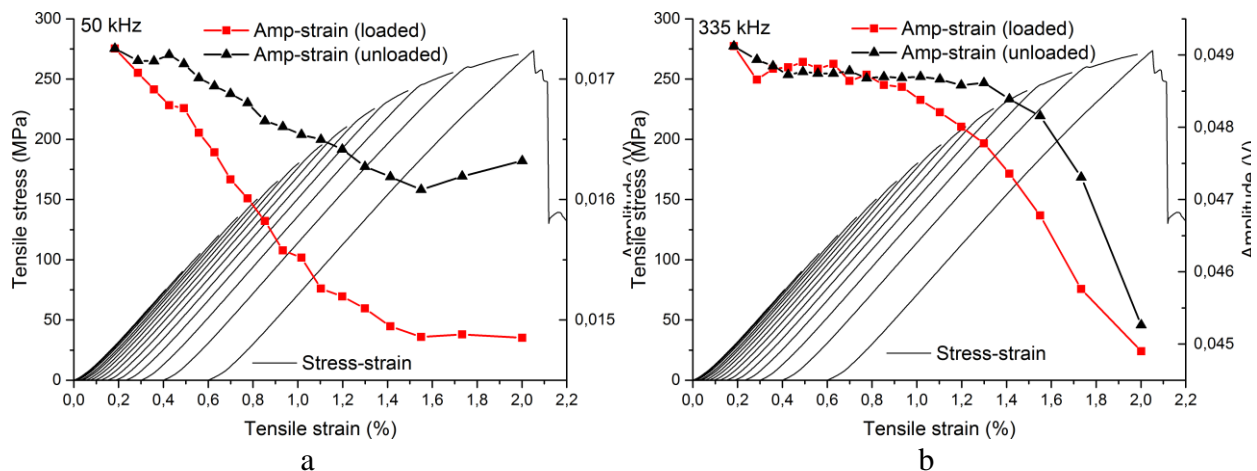 50 kHz
Amp-strain (loaded)
Amp-strain (unloaded)
Stress-strain
300
250
200
150
100
50
0
Tensile stress (MPa)
0,017
0,016
0,015
Amplitude (V)
0,0 0,2 0,4 0,6 0,8 1,0 1,2 1,4 1,6 1,8 2,0 2,2
Tensile strain (%)
a
335 kHz
Amp-strain (loaded)
Amp-strain (unloaded)
Stress-strain
300
250
200
150
100
50
0
Tensile stress (MPa)
0,049
0,048
0,047
0,046
0,045
Amplitude (V)
0,0 0,2 0,4 0,6 0,8 1,0 1,2 1,4 1,6 1,8 2,0 2,2
Tensile strain (%)
b